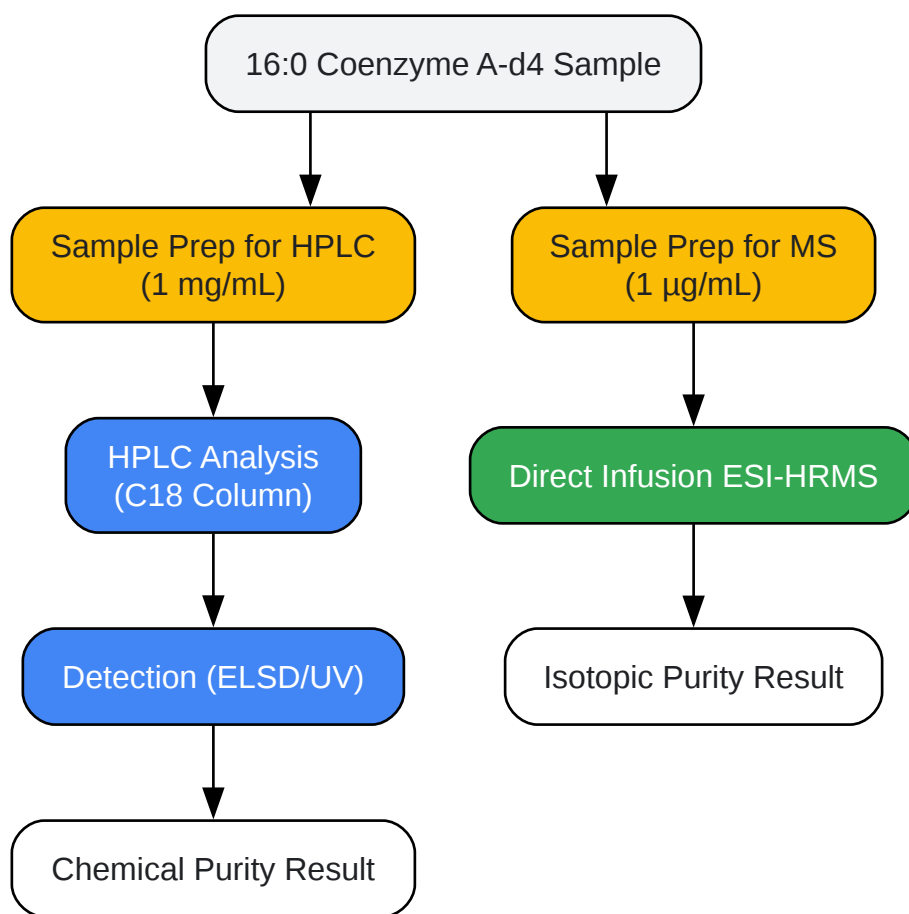 16:0 Coenzyme A-d4 Sample
Sample Prep for HPLC
(1 mg/mL)
Sample Prep for MS
(1 µg/mL)
HPLC Analysis
(C18 Column)
Direct Infusion ESI-HRMS
Detection (ELSD/UV)
Isotopic Purity Result
Chemical Purity Result